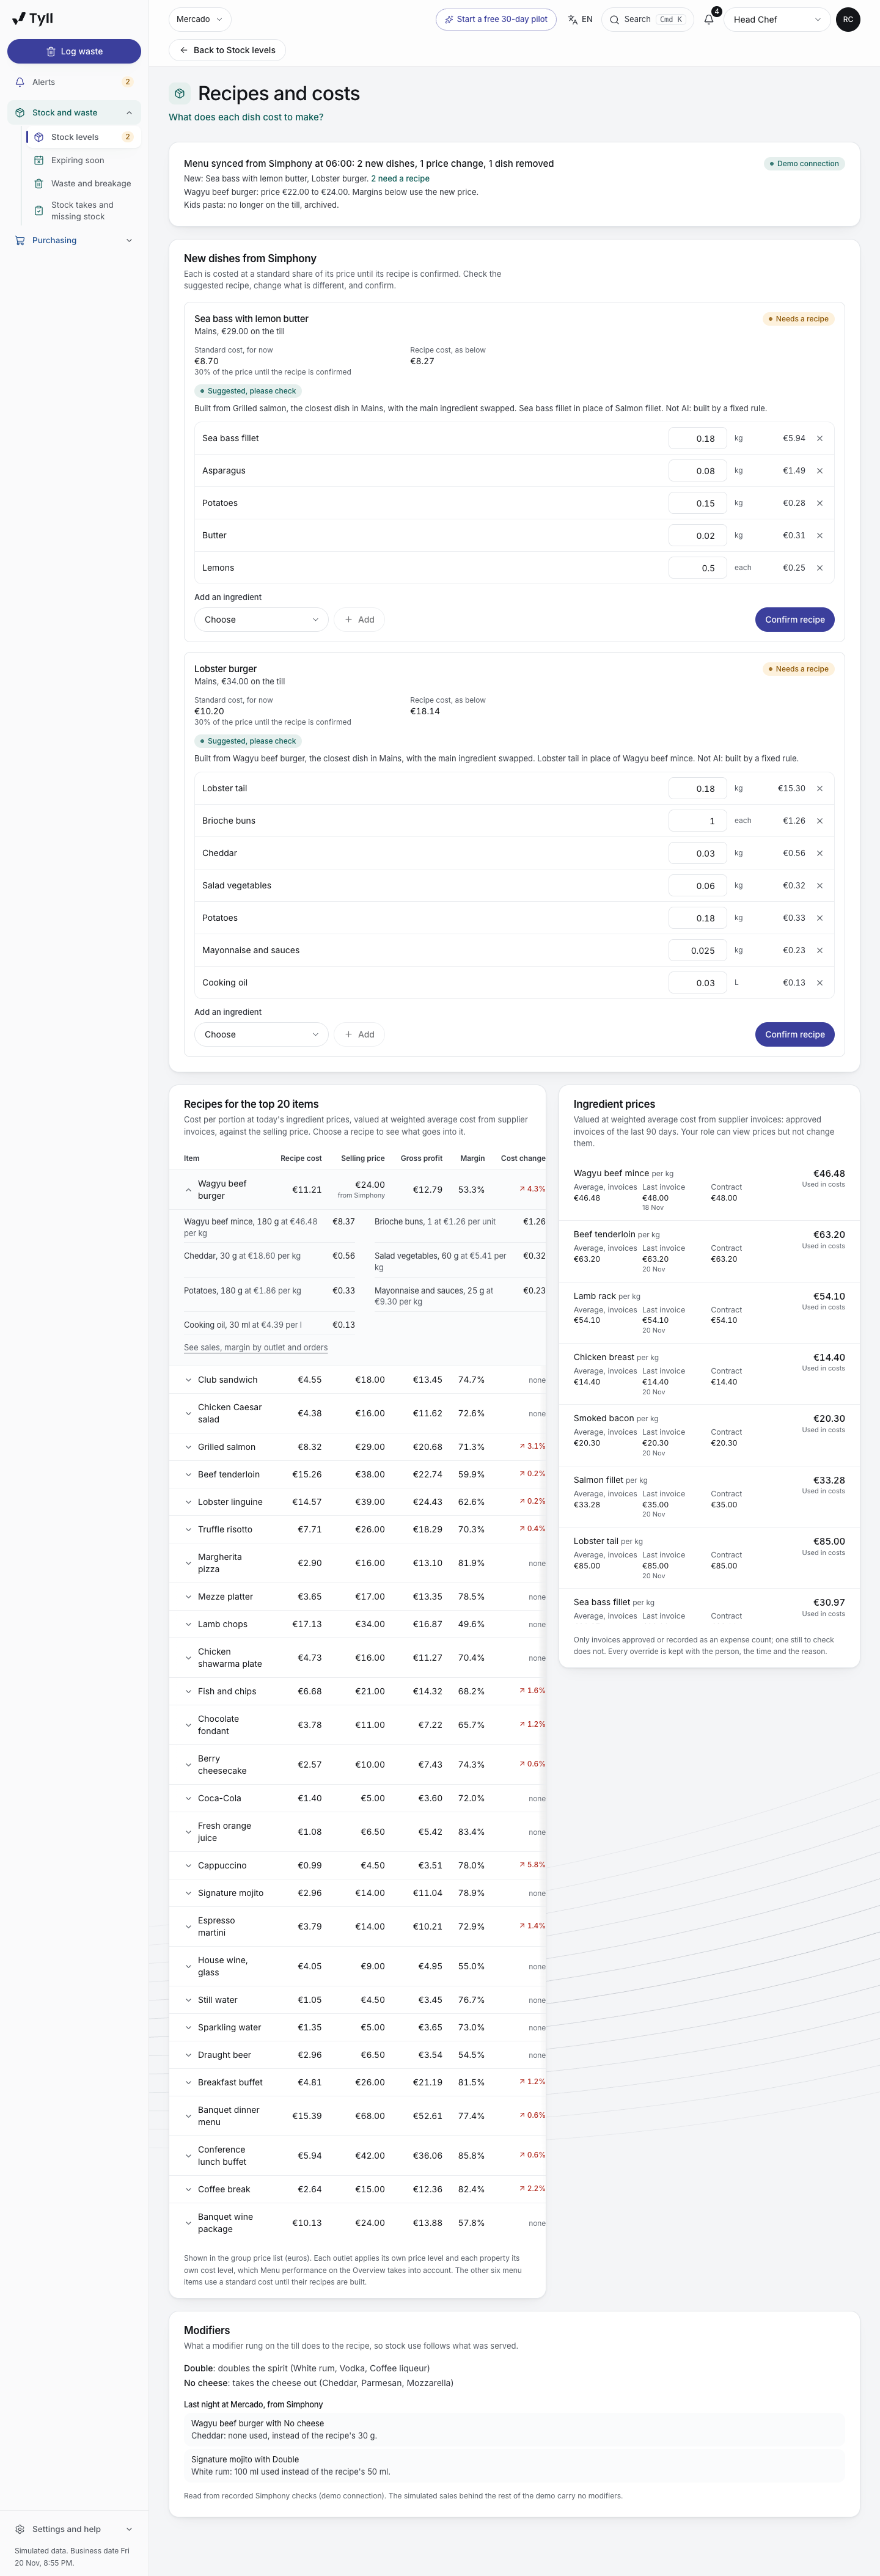 Tyll
Mercado
Start a free 30-day pilot
EN
Search Cmd K
4
Head Chef
RC
Log waste
Back to Stock levels
Alerts 2
Stock and waste
Stock levels 2
Expiring soon
Waste and breakage
Stock takes and
missing stock
Purchasing
Recipes and costs
What does each dish cost to make?
Menu synced from Simphony at 06:00: 2 new dishes, 1 price change, 1 dish removed
Demo connection
New: Sea bass with lemon butter, Lobster burger. 2 need a recipe
Wagyu beef burger: price €22.00 to €24.00. Margins below use the new price.
Kids pasta: no longer on the till, archived.
New dishes from Simphony
Each is costed at a standard share of its price until its recipe is confirmed. Check the
suggested recipe, change what is different, and confirm.
Sea bass with lemon butter
Needs a recipe
Mains, €29.00 on the till
Standard cost, for now Recipe cost, as below
€8.70 €8.27
30% of the price until the recipe is confirmed
Suggested, please check
Built from Grilled salmon, the closest dish in Mains, with the main ingredient swapped. Sea bass fillet in place of Salmon fillet. Not AI: built by a fixed rule.
Sea bass fillet 0.18 kg €5.94
Asparagus 0.08 kg €1.49
Potatoes 0.15 kg €0.28
Butter 0.02 kg €0.31
Lemons 0.5 each €0.25
Add an ingredient
Choose Add Confirm recipe
Lobster burger
Needs a recipe
Mains, €34.00 on the till
Standard cost, for now Recipe cost, as below
€10.20 €18.14
30% of the price until the recipe is confirmed
Suggested, please check
Built from Wagyu beef burger, the closest dish in Mains, with the main ingredient swapped. Lobster tail in place of Wagyu beef mince. Not AI: built by a fixed rule.
Lobster tail 0.18 kg €15.30
Brioche buns 1 each €1.26
Cheddar 0.03 kg €0.56
Salad vegetables 0.06 kg €0.32
Potatoes 0.18 kg €0.33
Mayonnaise and sauces 0.025 kg €0.23
Cooking oil 0.03 L €0.13
Add an ingredient
Choose Add Confirm recipe
Recipes for the top 20 items
Cost per portion at today's ingredient prices, valued at weighted average cost from supplier
invoices, against the selling price. Choose a recipe to see what goes into it.
Item Recipe cost Selling price Gross profit Margin Cost change
Wagyu beef burger €11.21 €24.00 from Simphony €12.79 53.3% 4.3%
Wagyu beef mince, 180 g at €46.48 per kg €8.37
Brioche buns, 1 at €1.26 per unit €1.26
Cheddar, 30 g at €18.60 per kg €0.56
Salad vegetables, 60 g at €5.41 per kg €0.32
Potatoes, 180 g at €1.86 per kg €0.33
Mayonnaise and sauces, 25 g at €9.30 per kg €0.23
Cooking oil, 30 ml at €4.39 per l €0.13
See sales, margin by outlet and orders
Club sandwich €4.55 €18.00 €13.45 74.7% none
Chicken Caesar salad €4.38 €16.00 €11.62 72.6% none
Grilled salmon €8.32 €29.00 €20.68 71.3% 3.1%
Beef tenderloin €15.26 €38.00 €22.74 59.9% 0.2%
Lobster linguine €14.57 €39.00 €24.43 62.6% 0.2%
Truffle risotto €7.71 €26.00 €18.29 70.3% 0.4%
Margherita pizza €2.90 €16.00 €13.10 81.9% none
Mezze platter €3.65 €17.00 €13.35 78.5% none
Lamb chops €17.13 €34.00 €16.87 49.6% none
Chicken shawarma plate €4.73 €16.00 €11.27 70.4% none
Fish and chips €6.68 €21.00 €14.32 68.2% 1.6%
Chocolate fondant €3.78 €11.00 €7.22 65.7% 1.2%
Berry cheesecake €2.57 €10.00 €7.43 74.3% 0.6%
Coca-Cola €1.40 €5.00 €3.60 72.0% none
Fresh orange juice €1.08 €6.50 €5.42 83.4% none
Cappuccino €0.99 €4.50 €3.51 78.0% 5.8%
Signature mojito €2.96 €14.00 €11.04 78.9% none
Espresso martini €3.79 €14.00 €10.21 72.9% 1.4%
House wine, glass €4.05 €9.00 €4.95 55.0% none
Still water €1.05 €4.50 €3.45 76.7% none
Sparkling water €1.35 €5.00 €3.65 73.0% none
Draught beer €2.96 €6.50 €3.54 54.5% none
Breakfast buffet €4.81 €26.00 €21.19 81.5% 1.2%
Banquet dinner menu €15.39 €68.00 €52.61 77.4% 0.6%
Conference lunch buffet €5.94 €42.00 €36.06 85.8% 0.6%
Coffee break €2.64 €15.00 €12.36 82.4% 2.2%
Banquet wine package €10.13 €24.00 €13.88 57.8% none
Shown in the group price list (euros). Each outlet applies its own price level and each property its
own cost level, which Menu performance on the Overview takes into account. The other six menu
items use a standard cost until their recipes are built.
Ingredient prices
Valued at weighted average cost from supplier invoices: approved
invoices of the last 90 days. Your role can view prices but not change
them.
Wagyu beef mince per kg €46.48
Average, invoices Last invoice Contract Used in costs
€46.48 €48.00 €48.00
18 Nov
Beef tenderloin per kg €63.20
Average, invoices Last invoice Contract Used in costs
€63.20 €63.20 €63.20
20 Nov
Lamb rack per kg €54.10
Average, invoices Last invoice Contract Used in costs
€54.10 €54.10 €54.10
20 Nov
Chicken breast per kg €14.40
Average, invoices Last invoice Contract Used in costs
€14.40 €14.40 €14.40
20 Nov
Smoked bacon per kg €20.30
Average, invoices Last invoice Contract Used in costs
€20.30 €20.30 €20.30
20 Nov
Salmon fillet per kg €33.28
Average, invoices Last invoice Contract Used in costs
€33.28 €35.00 €35.00
20 Nov
Lobster tail per kg €85.00
Average, invoices Last invoice Contract Used in costs
€85.00 €85.00 €85.00
20 Nov
Sea bass fillet per kg €30.97
Average, invoices Last invoice Contract Used in costs
Only invoices approved or recorded as an expense count; one still to check
does not. Every override is kept with the person, the time and the reason.
Modifiers
What a modifier rung on the till does to the recipe, so stock use follows what was served.
Double: doubles the spirit (White rum, Vodka, Coffee liqueur)
No cheese: takes the cheese out (Cheddar, Parmesan, Mozzarella)
Last night at Mercado, from Simphony
Wagyu beef burger with No cheese
Cheddar: none used, instead of the recipe's 30 g.
Signature mojito with Double
White rum: 100 ml used instead of the recipe's 50 ml.
Read from recorded Simphony checks (demo connection). The simulated sales behind the rest of the demo carry no modifiers.
Settings and help
Simulated data. Business date Fri
20 Nov, 8:55 PM.